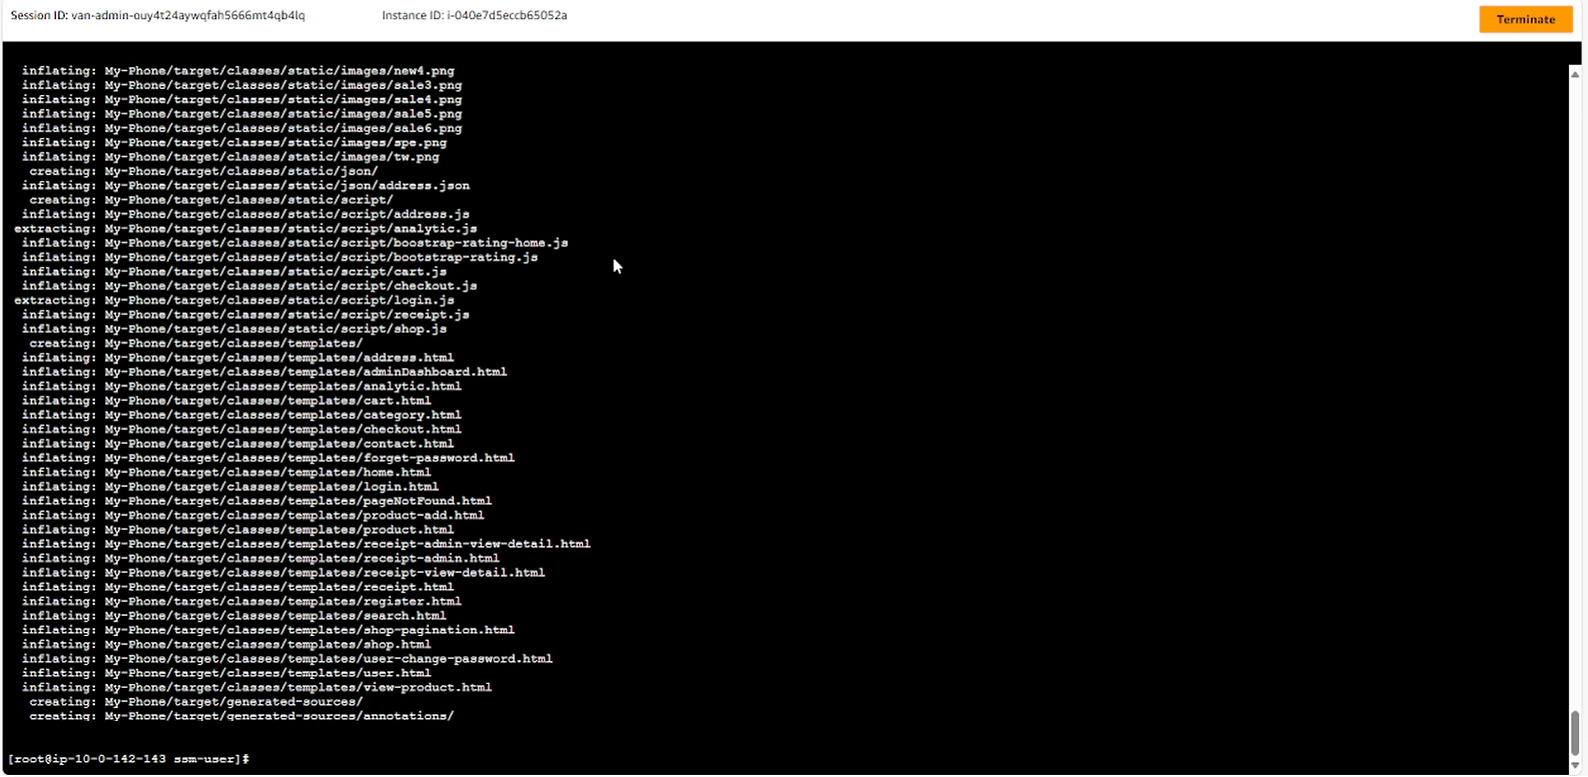 Session ID: van-admin-ouy4t24aywqfah5666mt4qb4lq Instance ID: i-040e7d5eccb65052a Terminate
inflating: My-Phone/target/classes/static/images/new4.png
inflating: My-Phone/target/classes/static/images/sale3.png
inflating: My-Phone/target/classes/static/images/sale4.png
inflating: My-Phone/target/classes/static/images/sale5.png
inflating: My-Phone/target/classes/static/images/sale6.png
inflating: My-Phone/target/classes/static/images/spe.png
inflating: My-Phone/target/classes/static/images/tw.png
creating: My-Phone/target/classes/static/json/
inflating: My-Phone/target/classes/static/json/address.json
creating: My-Phone/target/classes/static/script/
inflating: My-Phone/target/classes/static/script/address.js
extracting: My-Phone/target/classes/static/script/analytic.js
inflating: My-Phone/target/classes/static/script/boostrap-rating-home.js
inflating: My-Phone/target/classes/static/script/bootstrap-rating.js
inflating: My-Phone/target/classes/static/script/cart.js
inflating: My-Phone/target/classes/static/script/checkout.js
extracting: My-Phone/target/classes/static/script/login.js
inflating: My-Phone/target/classes/static/script/receipt.js
inflating: My-Phone/target/classes/static/script/shop.js
creating: My-Phone/target/classes/templates/
inflating: My-Phone/target/classes/templates/address.html
inflating: My-Phone/target/classes/templates/adminDashboard.html
inflating: My-Phone/target/classes/templates/analytic.html
inflating: My-Phone/target/classes/templates/cart.html
inflating: My-Phone/target/classes/templates/category.html
inflating: My-Phone/target/classes/templates/checkout.html
inflating: My-Phone/target/classes/templates/contact.html
inflating: My-Phone/target/classes/templates/forget-password.html
inflating: My-Phone/target/classes/templates/home.html
inflating: My-Phone/target/classes/templates/login.html
inflating: My-Phone/target/classes/templates/pageNotFound.html
inflating: My-Phone/target/classes/templates/product-add.html
inflating: My-Phone/target/classes/templates/product.html
inflating: My-Phone/target/classes/templates/receipt-admin-view-detail.html
inflating: My-Phone/target/classes/templates/receipt-admin.html
inflating: My-Phone/target/classes/templates/receipt-view-detail.html
inflating: My-Phone/target/classes/templates/receipt.html
inflating: My-Phone/target/classes/templates/register.html
inflating: My-Phone/target/classes/templates/search.html
inflating: My-Phone/target/classes/templates/shop-pagination.html
inflating: My-Phone/target/classes/templates/shop.html
inflating: My-Phone/target/classes/templates/user-change-password.html
inflating: My-Phone/target/classes/templates/user.html
inflating: My-Phone/target/classes/templates/view-product.html
creating: My-Phone/target/generated-sources/
creating: My-Phone/target/generated-sources/annotations/
[root@ip-10-0-142-143 ssm-user]#